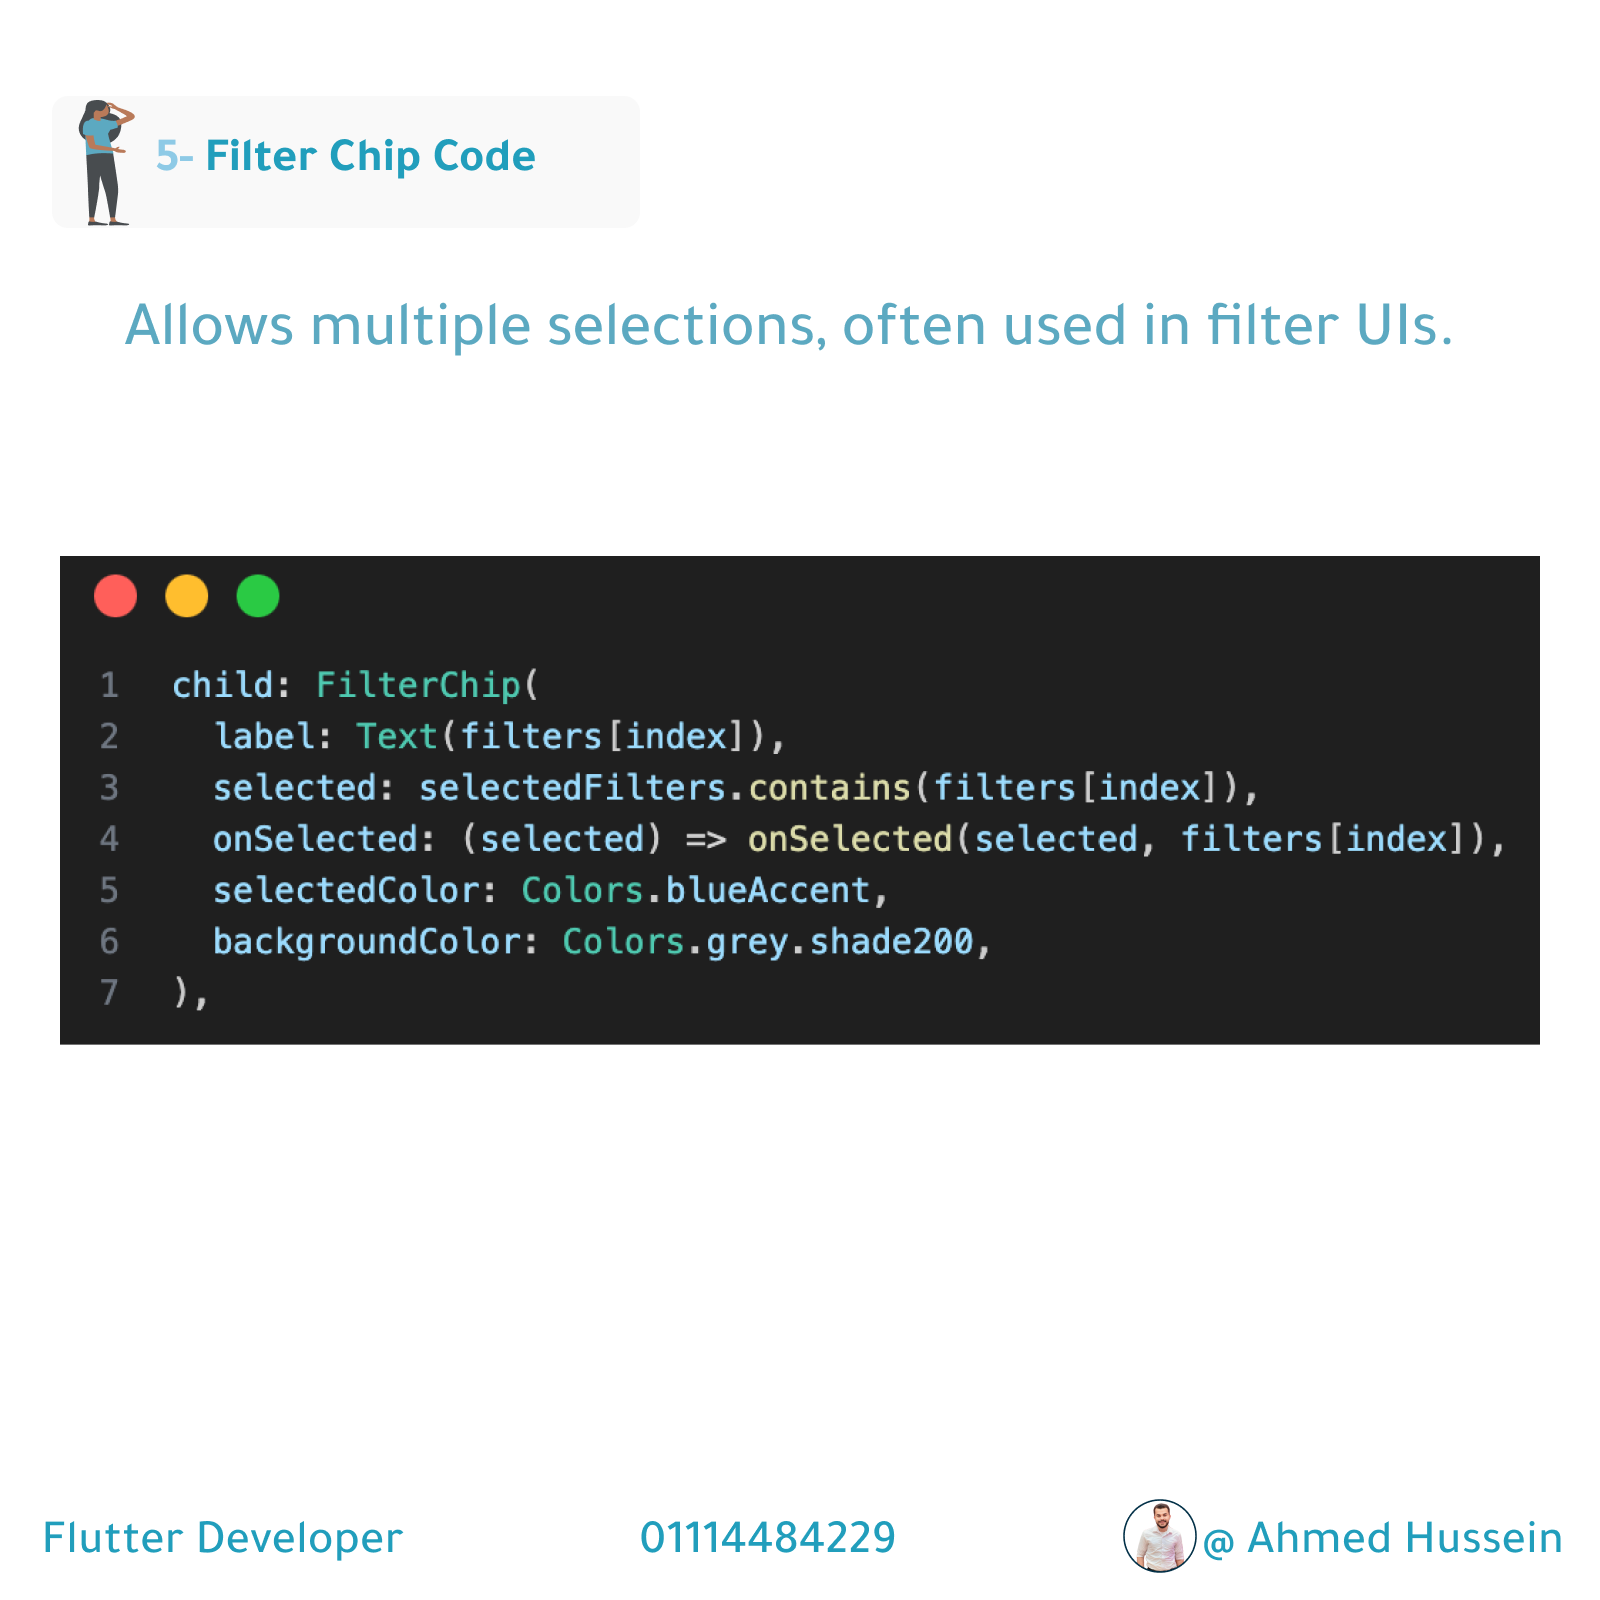 5- Filter Chip Code
Allows multiple selections, often used in filter UIs.
1 child: FilterChip(
2 label: Text(filters[index]),
3 selected: selectedFilters.contains(filters[index]),
4 onSelected: (selected) => onSelected(selected, filters[index]),
5 selectedColor: Colors.blueAccent,
6 backgroundColor: Colors.grey.shade200,
7 ),
Flutter Developer
01114484229
@ Ahmed Hussein